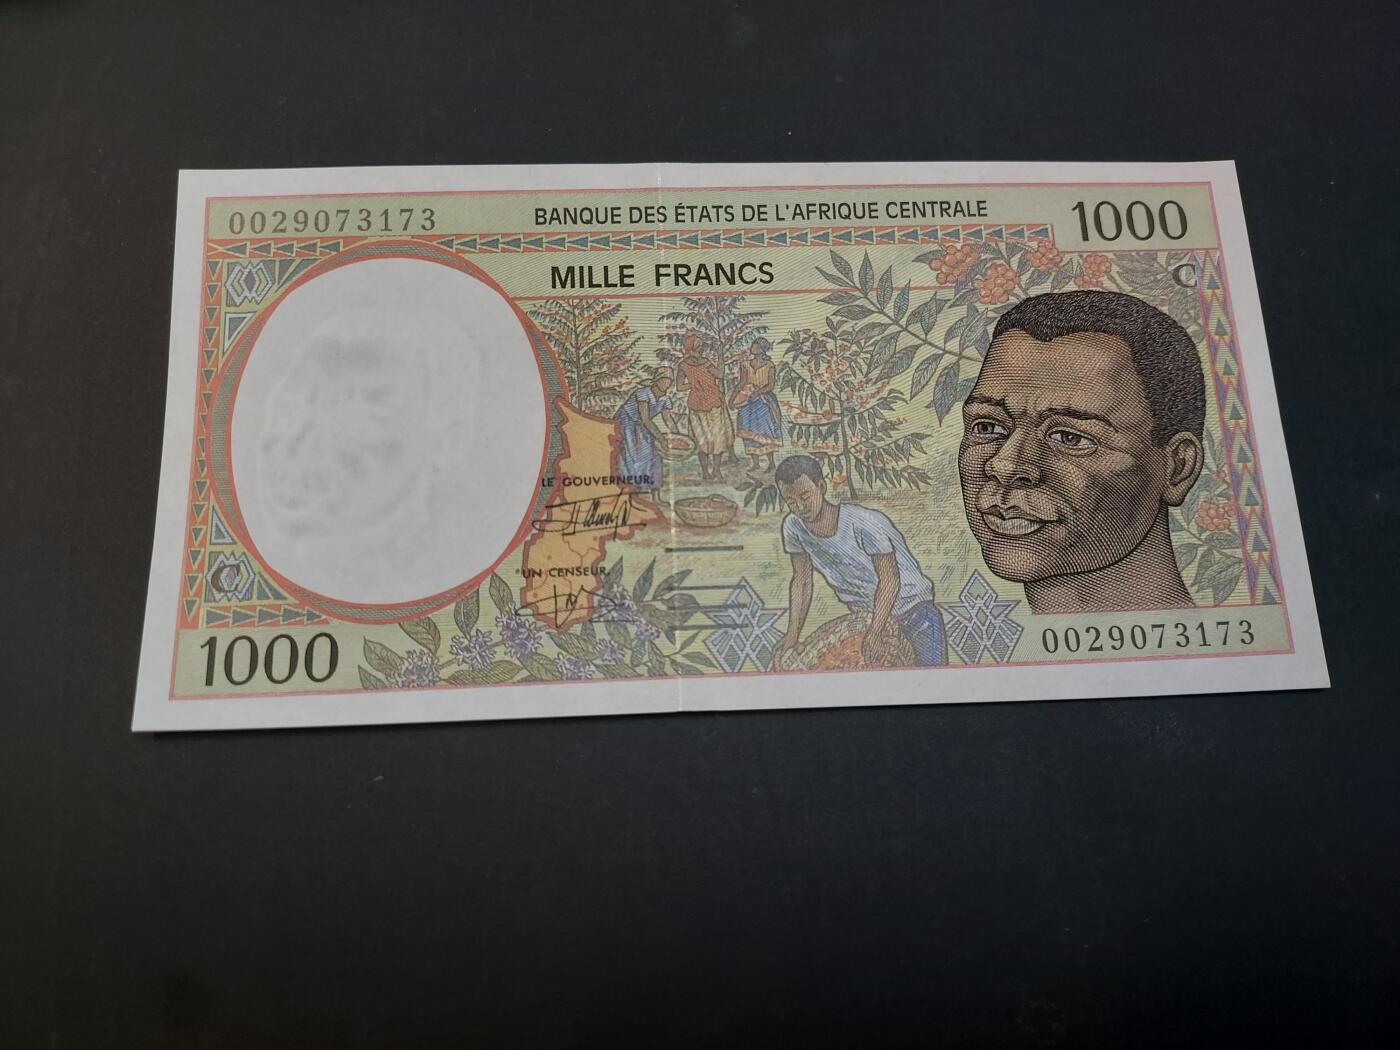 0029073173
BANQUE DES ÉTATS DE L'AFRIQUE CENTRALE
1000
MILLE FRANCS
C
LE GOUVERNEUR,
UN CENSEUR,
C
1000
0029073173